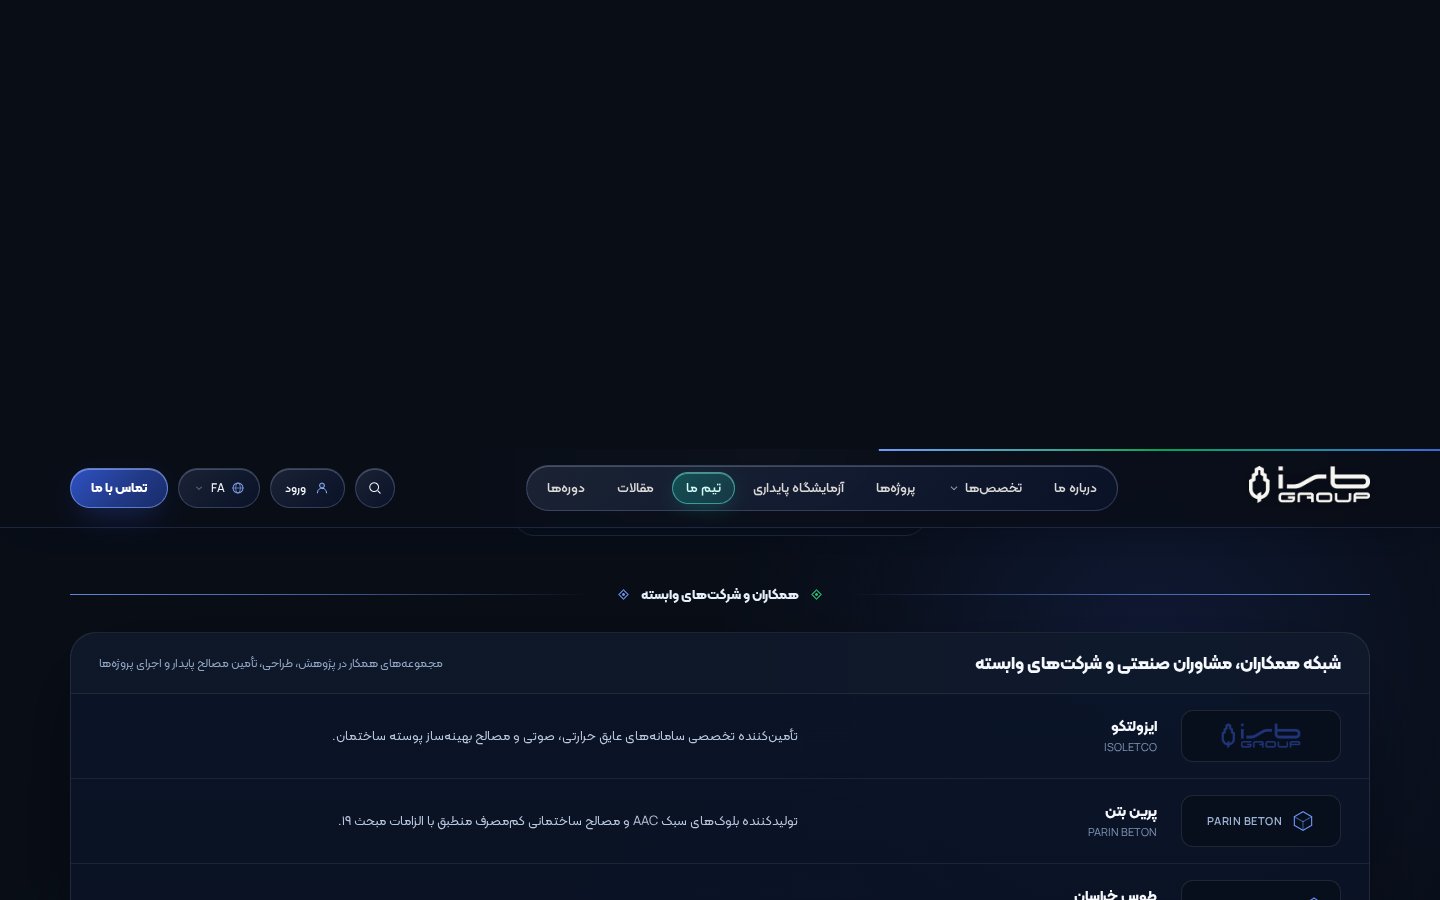 درباره ما
تخصص‌ها
پروژه‌ها
آزمایشگاه پایداری
تیم ما
مقالات
دوره‌ها
ورود
FA
تماس با ما
GROUP
همکاران و شرکت‌های وابسته
شبکه همکاران، مشاوران صنعتی و شرکت‌های وابسته
مجموعه‌های همکار در پژوهش، طراحی، تأمین مصالح پایدار و اجرای پروژه‌ها
GROUP
ایزولتکو
ISOLETCO
تأمین‌کننده تخصصی سامانه‌های عایق حرارتی، صوتی و مصالح بهینه‌ساز پوسته ساختمان.
PARIN BETON
پرین بتن
PARIN BETON
تولیدکننده بلوک‌های سبک AAC و مصالح ساختمانی کم‌مصرف منطبق با الزامات مبحث ۱۹.
طوس خراسان